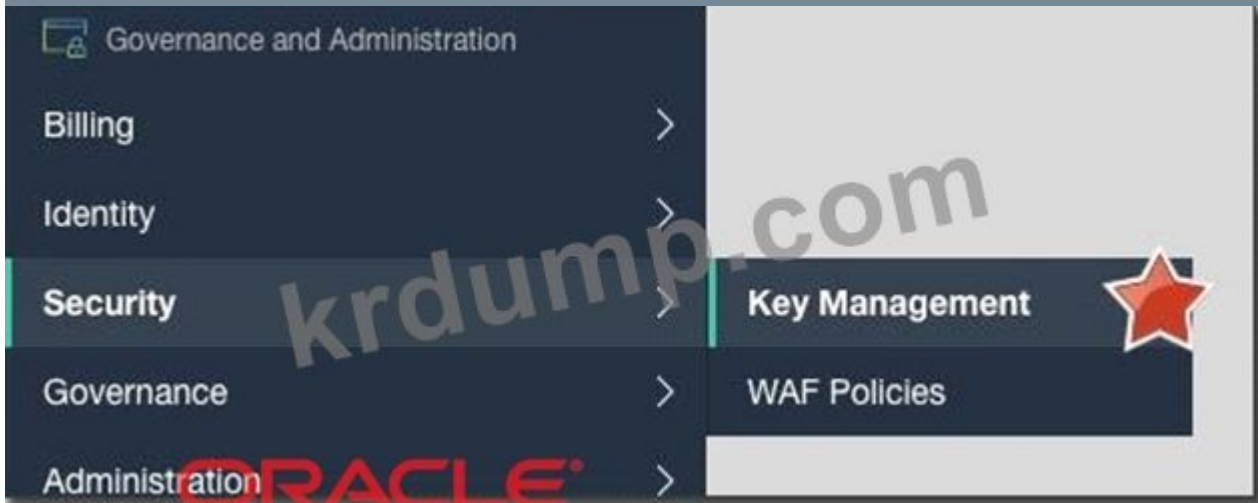 Governance and Administration
Billing
Identity
Security
Key Management
Governance
WAF Policies
Administration
krdump.com
ORACLE